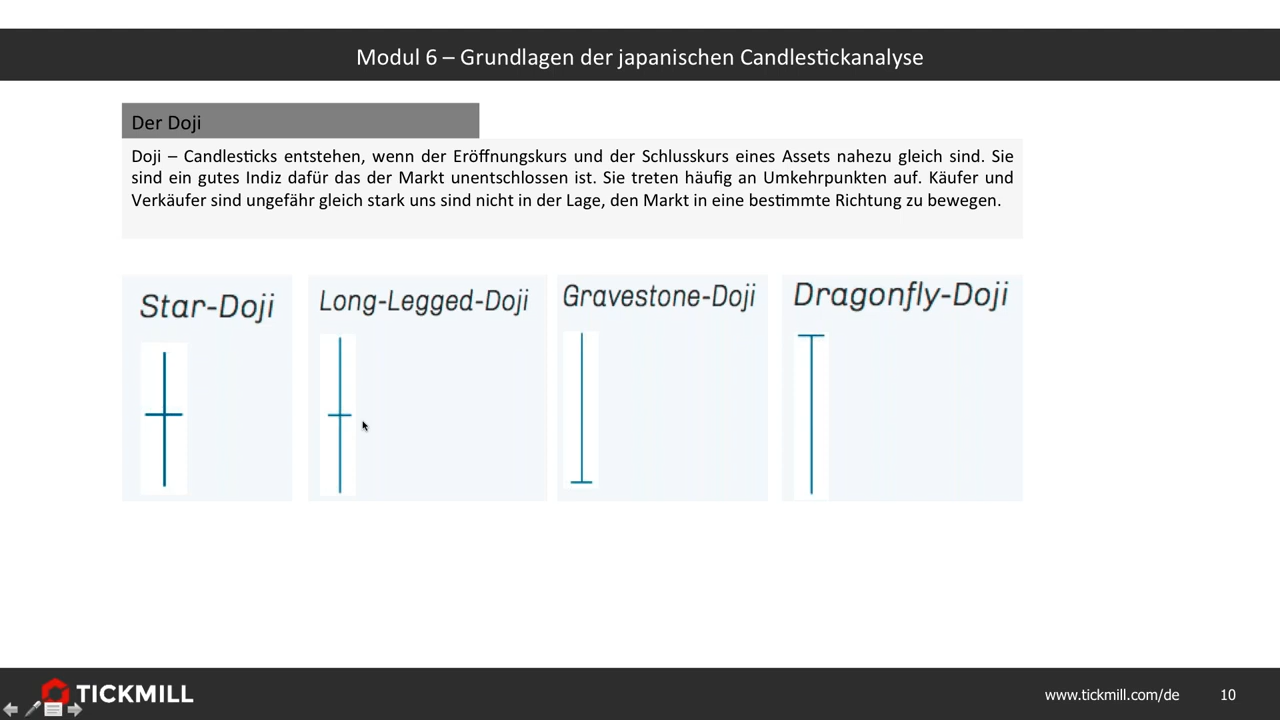 Modul 6 – Grundlagen der japanischen Candlestickanalyse
Der Doji
Doji – Candlesticks entstehen, wenn der Eröffnungskurs und der Schlusskurs eines Assets nahezu gleich sind. Sie
sind ein gutes Indiz dafür das der Markt unentschlossen ist. Sie treten häufig an Umkehrpunkten auf. Käufer und
Verkäufer sind ungefähr gleich stark uns sind nicht in der Lage, den Markt in eine bestimmte Richtung zu bewegen.
Star-Doji
Long-Legged-Doji
Gravestone-Doji
Dragonfly-Doji
TICKMILL
www.tickmill.com/de
10